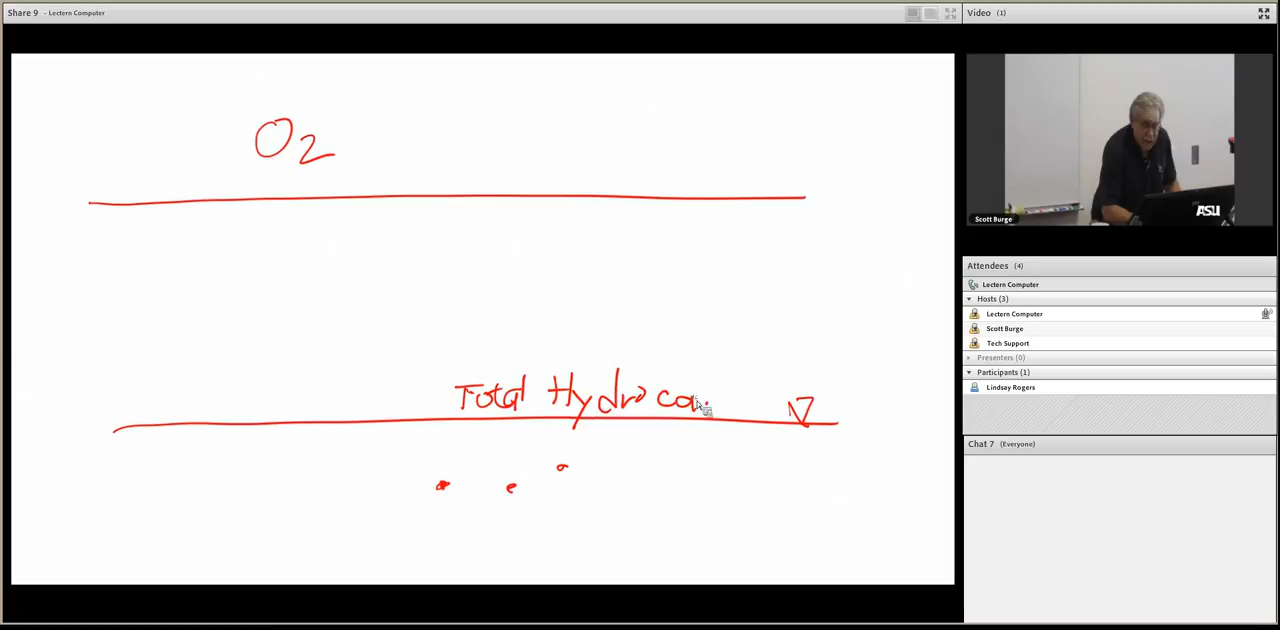 Share 9 - Lectern Computer
Video (1)
O2
Total Hydroca
ASU
Scott Burge
Attendees (4)
Lectern Computer
Hosts (3)
Lectern Computer
Scott Burge
Tech Support
Presenters (0)
Participants (1)
Lindsay Rogers
Chat 7 (Everyone)